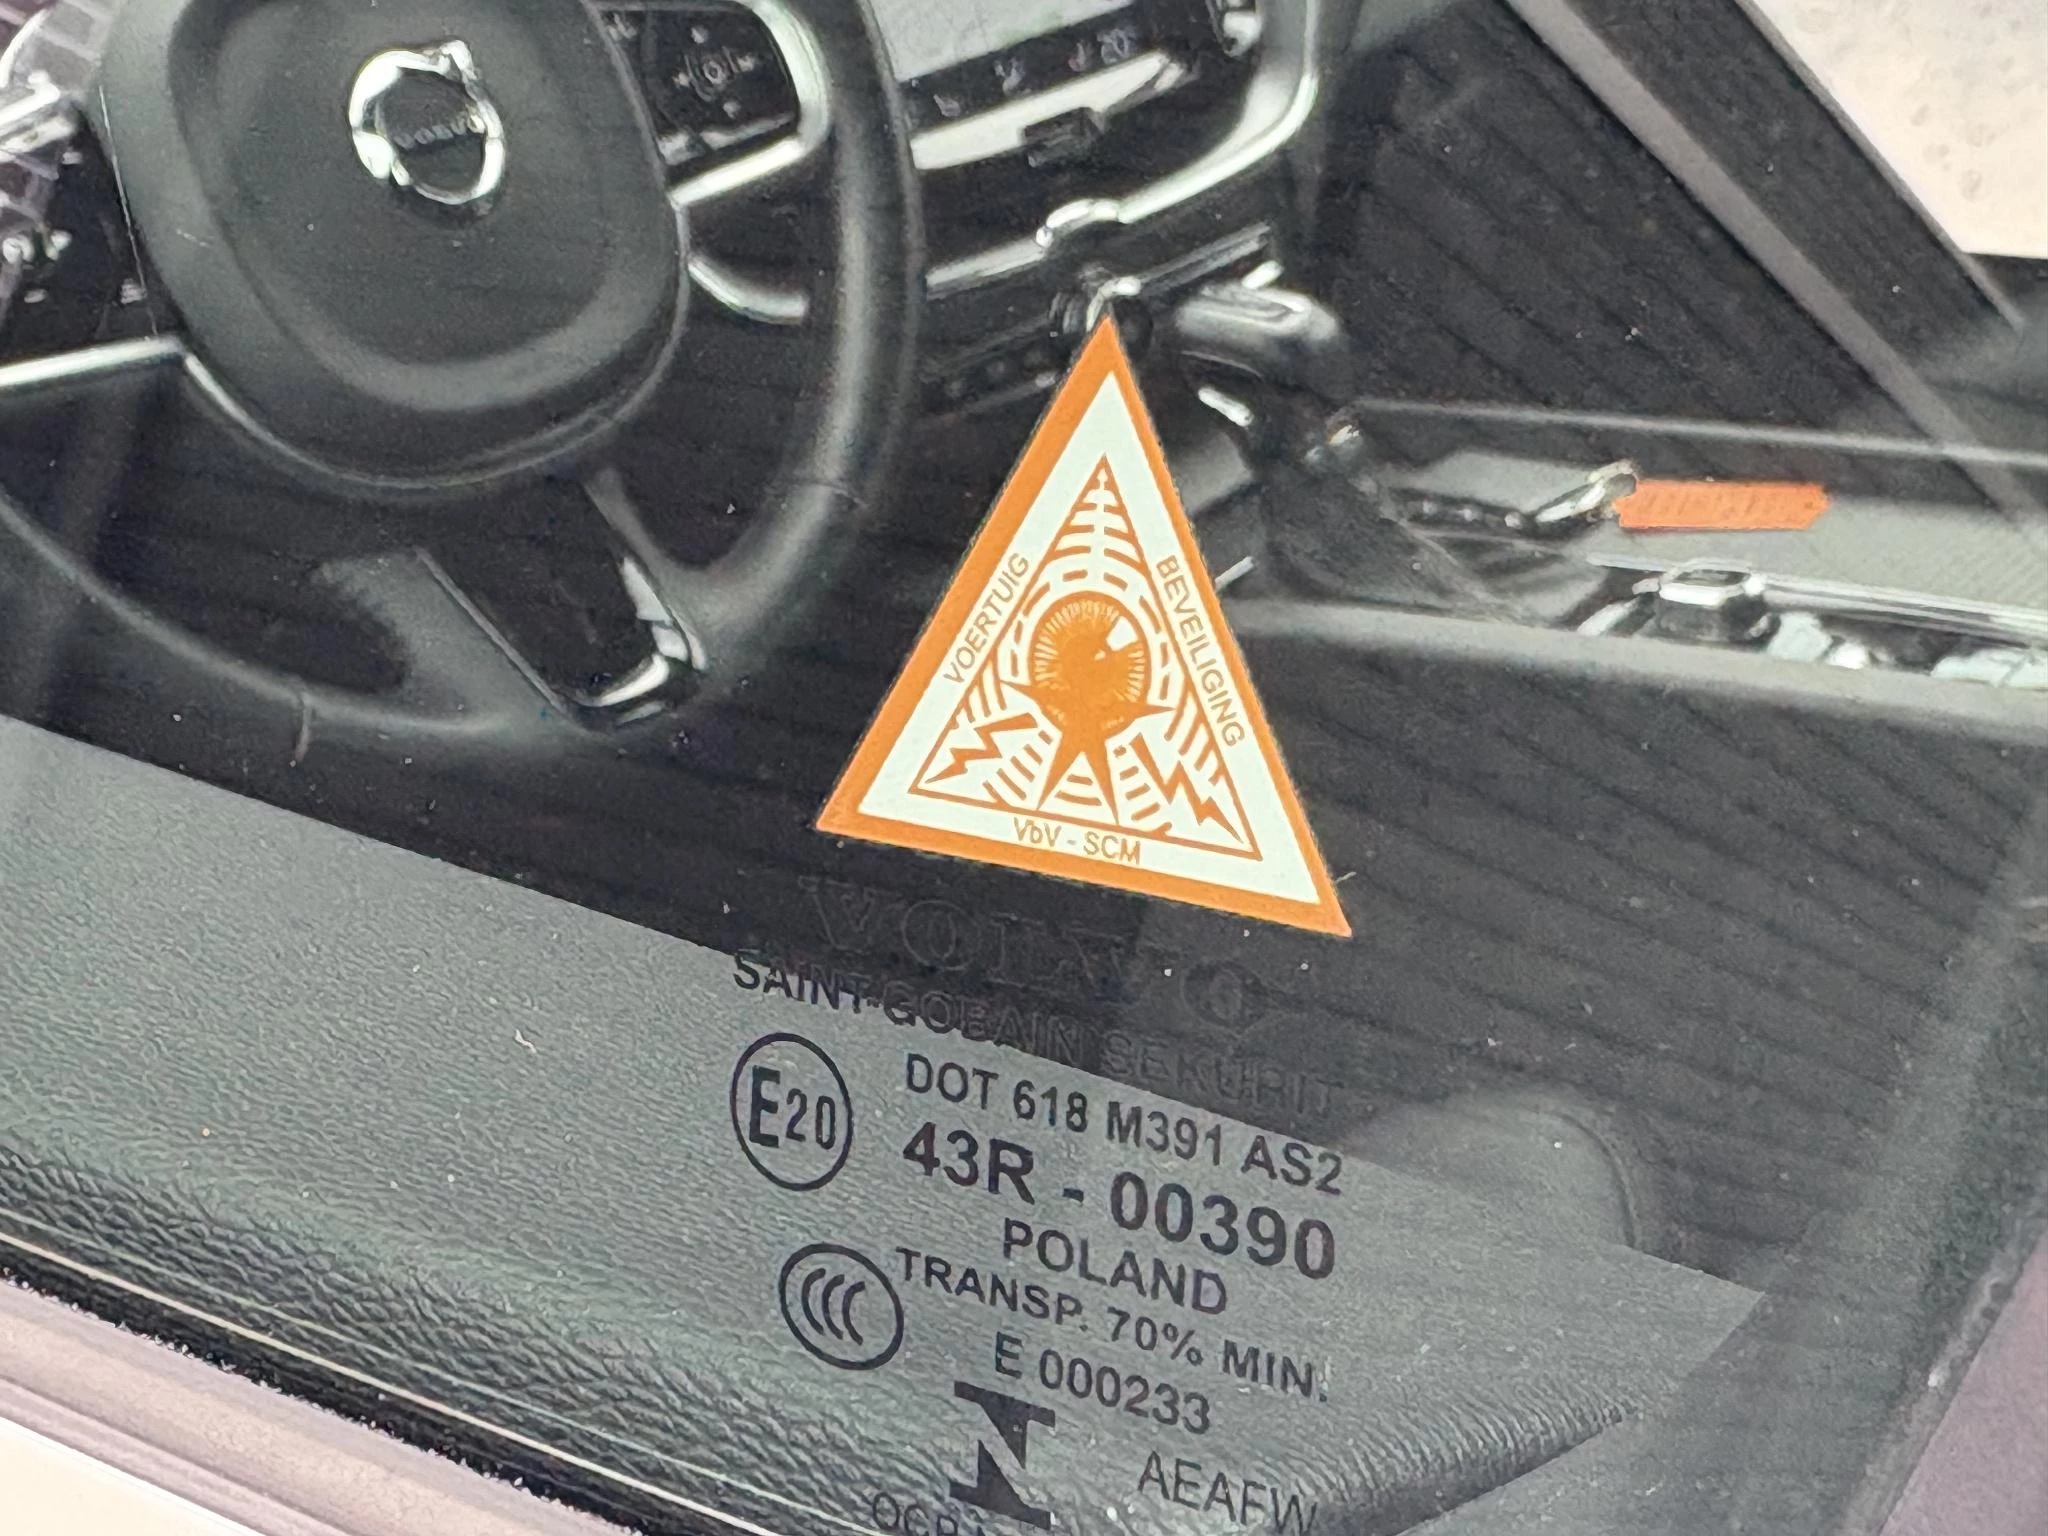 VOLVO
VOERTUIG
BEVEILIGING
VbV - SCM
VOLVO
SAINT-GOBAIN SEKURIT
E20
DOT 618 M391 AS2
43R - 00390
POLAND
CCC
TRANSP. 70% MIN.
E 000233
AEAFW